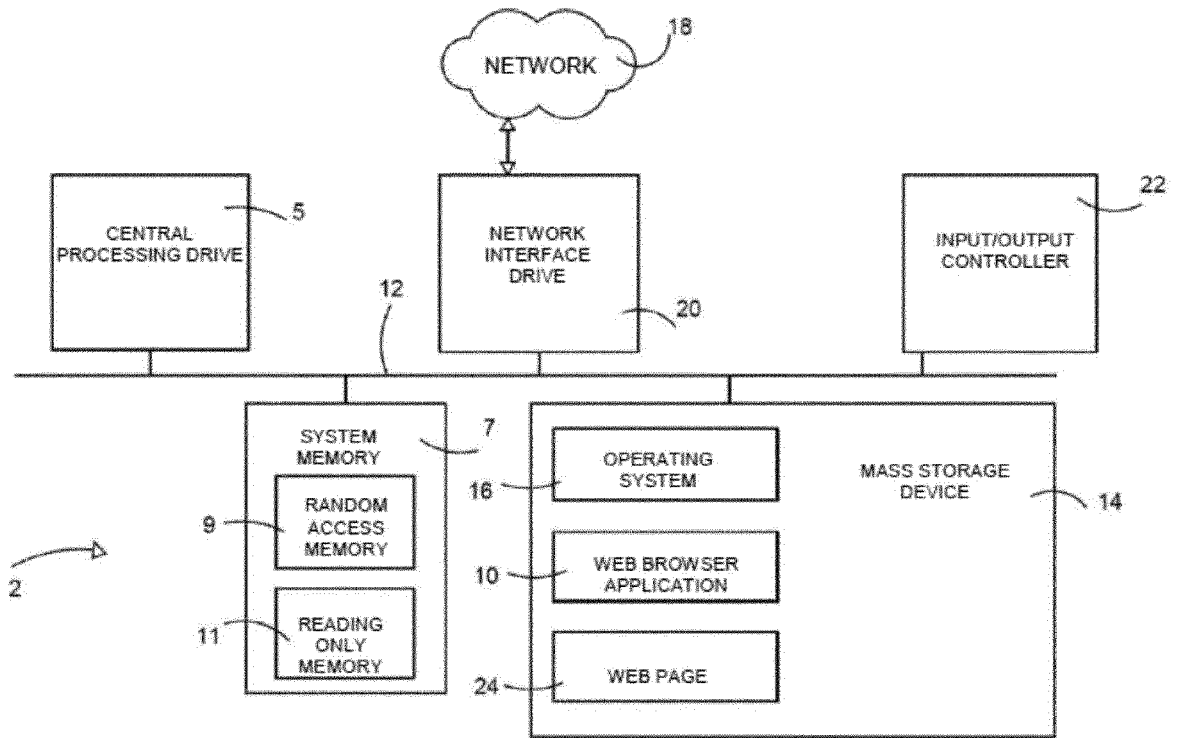 18
NETWORK
5
CENTRAL
PROCESSING DRIVE
NETWORK
INTERFACE
DRIVE
20
22
INPUT/OUTPUT
CONTROLLER
12
SYSTEM
MEMORY
7
RANDOM
ACCESS
MEMORY
9
READING
ONLY
MEMORY
11
2
OPERATING
SYSTEM
16
MASS STORAGE
DEVICE
14
WEB BROWSER
APPLICATION
10
WEB PAGE
24